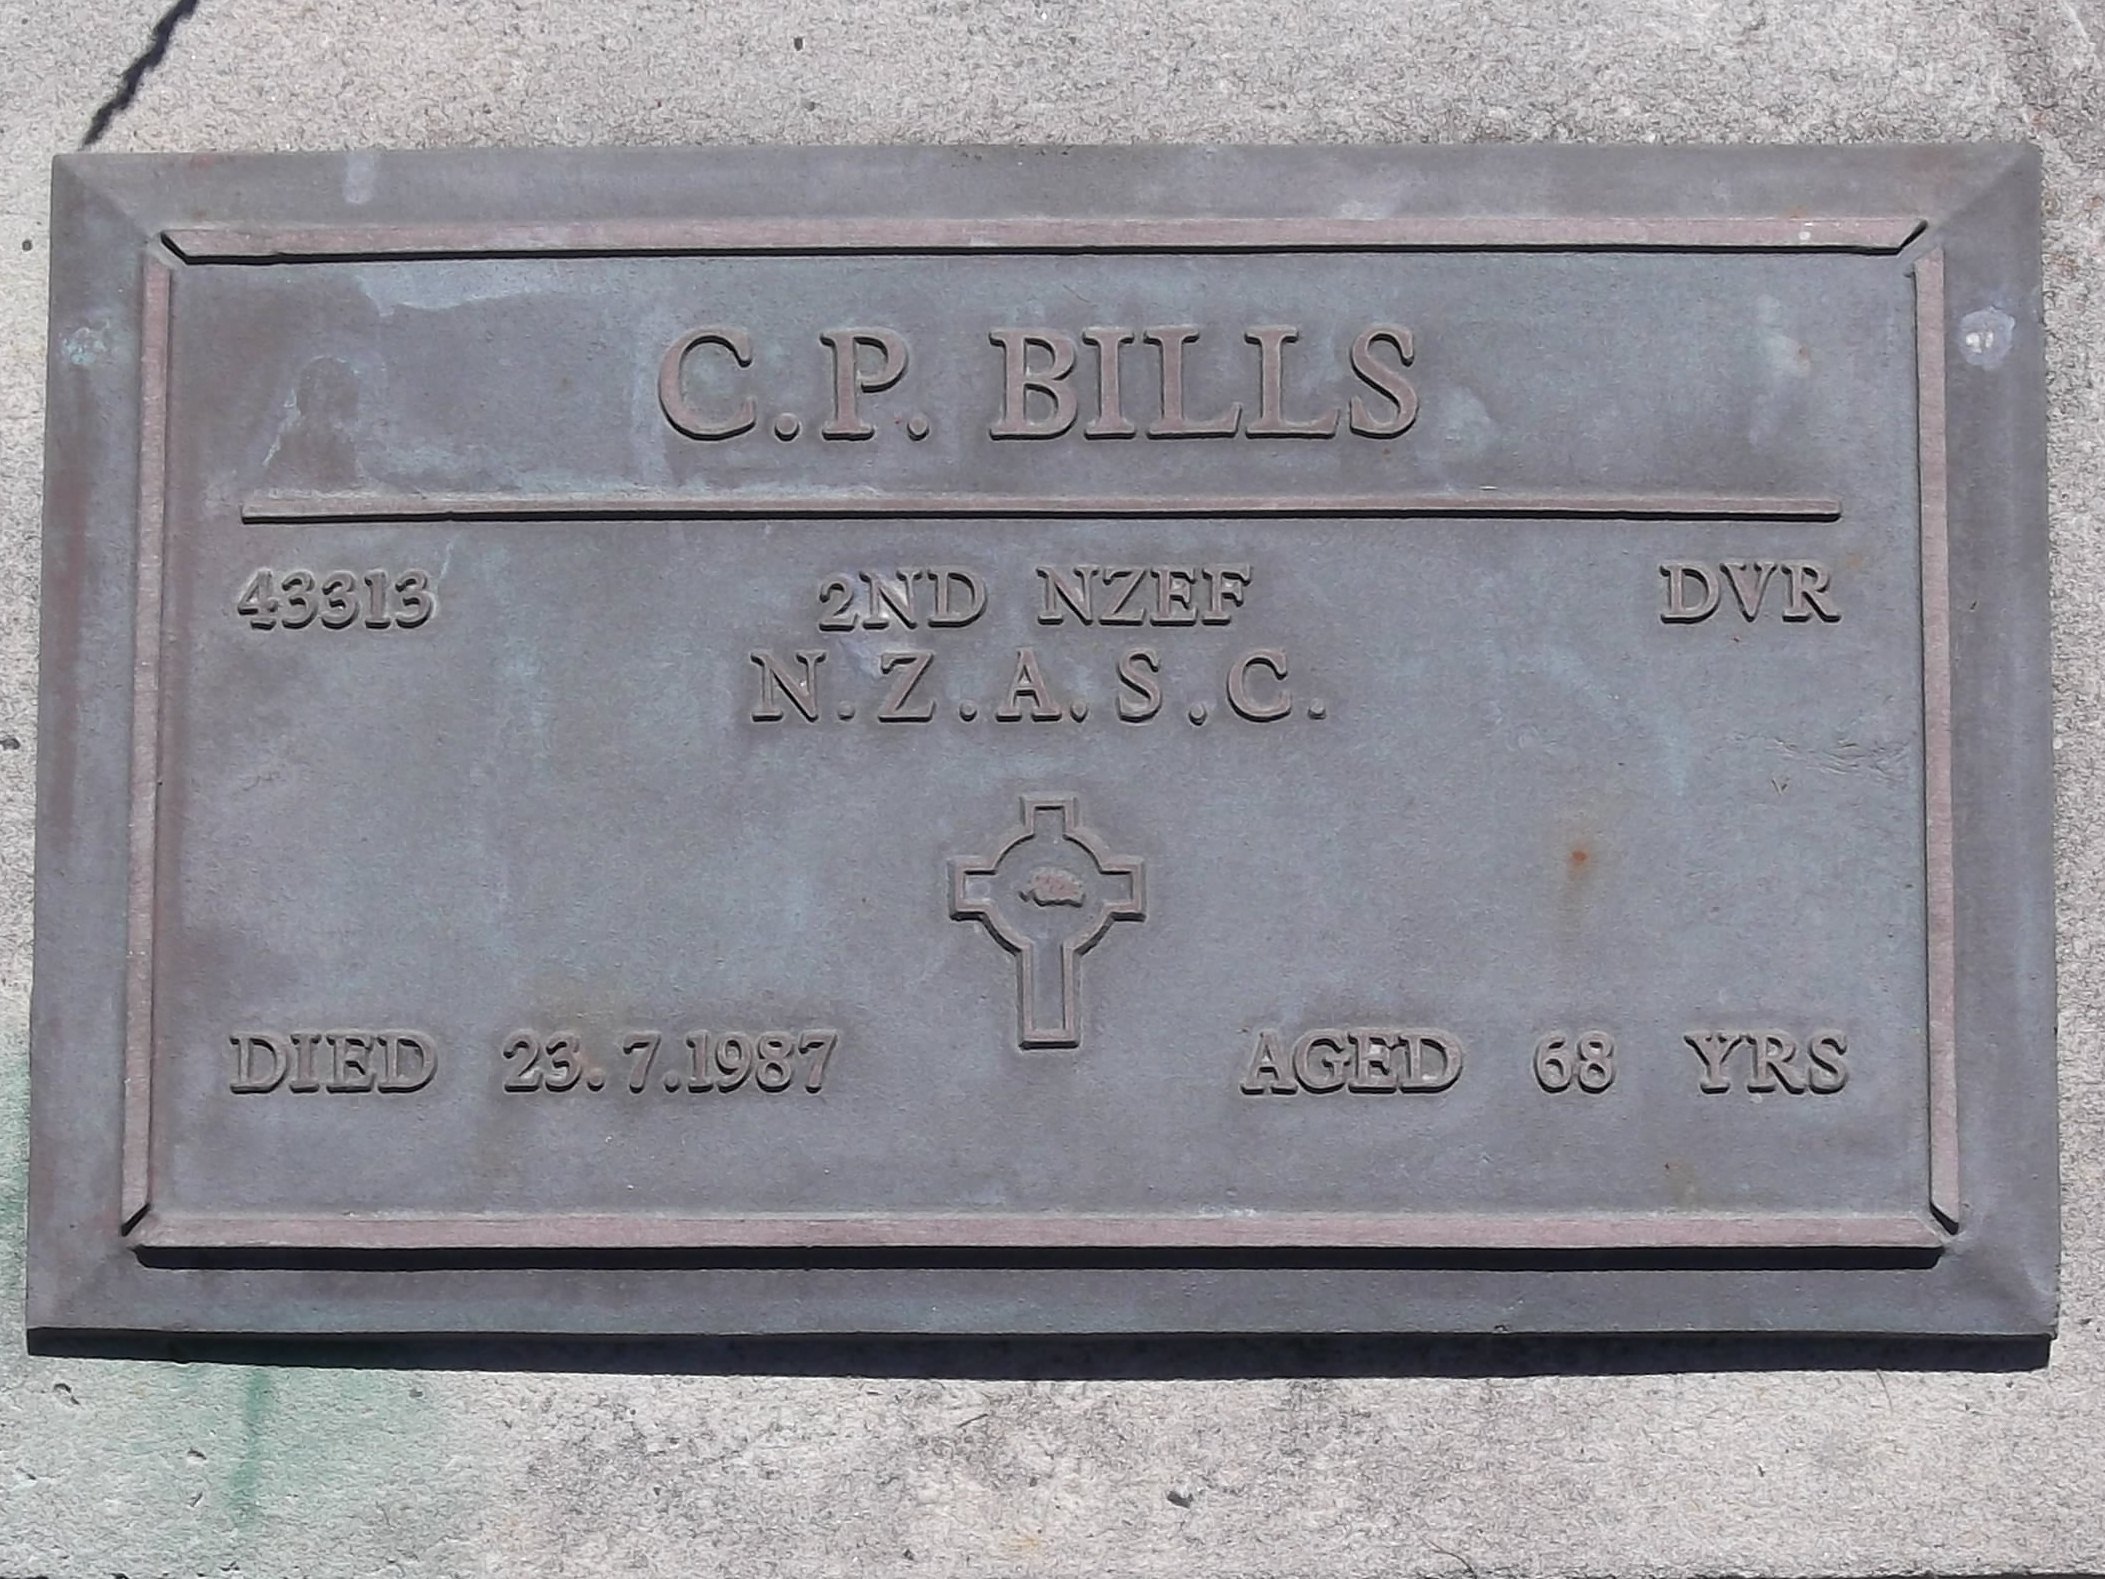 C.P. BILLS
43313 2ND NZEF DVR
N.Z.A.S.C.
DIED 23.7.1987 AGED 68 YRS